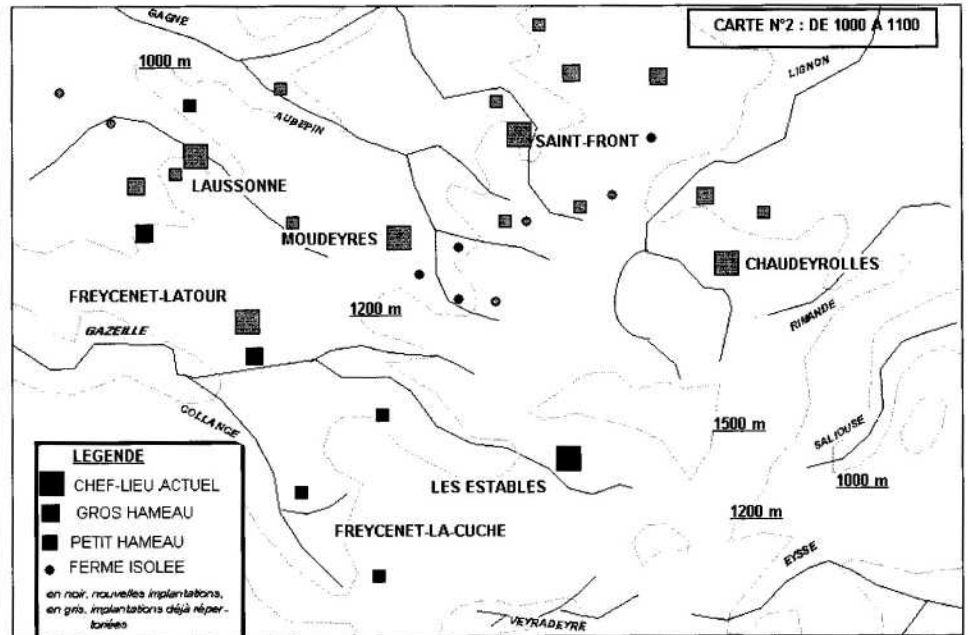 CARTE N°2 : DE 1000 A 1100
GAGNE
1000 m
LIGNON
AUBEPIN
SAINT-FRONT
LAUSSONNE
MOUDEYRES
CHAUDEYROLLES
FREYCENET-LATOUR
1200 m
GAZEILLE
RIMANDE
COLLANGE
1500 m
SALIOUSE
LES ESTABLES
1000 m
1200 m
FREYCENET-LA-CUCHE
EYSSE
VEYRADEYRE
LEGENDE
CHEF-LIEU ACTUEL
GROS HAMEAU
PETIT HAMEAU
FERME ISOLEE
en noir, nouvelles implantations,
en gris, implantations déjà réper-
toriées